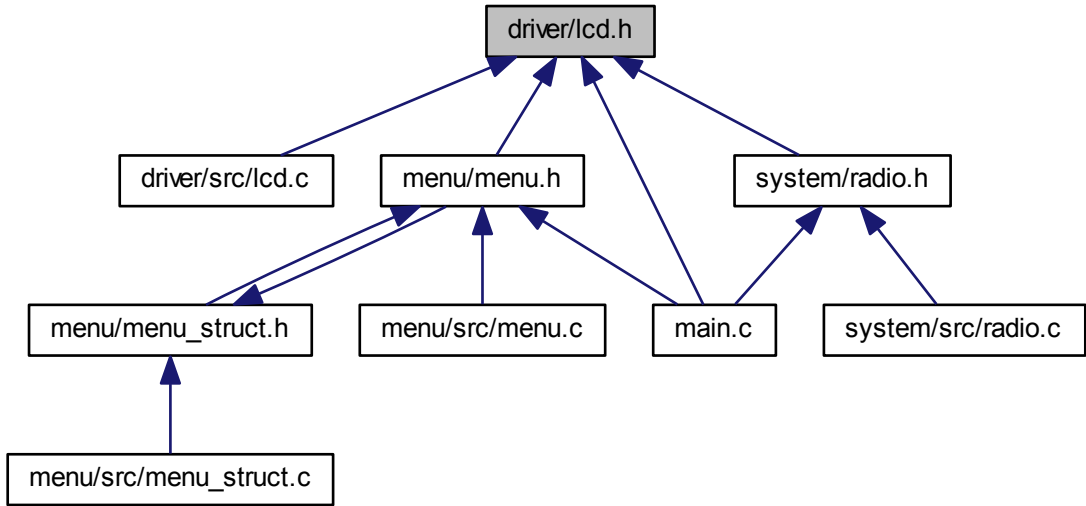 driver/lcd.h
driver/src/lcd.c
menu/menu.h
system/radio.h
menu/menu_struct.h
menu/src/menu.c
main.c
system/src/radio.c
menu/src/menu_struct.c